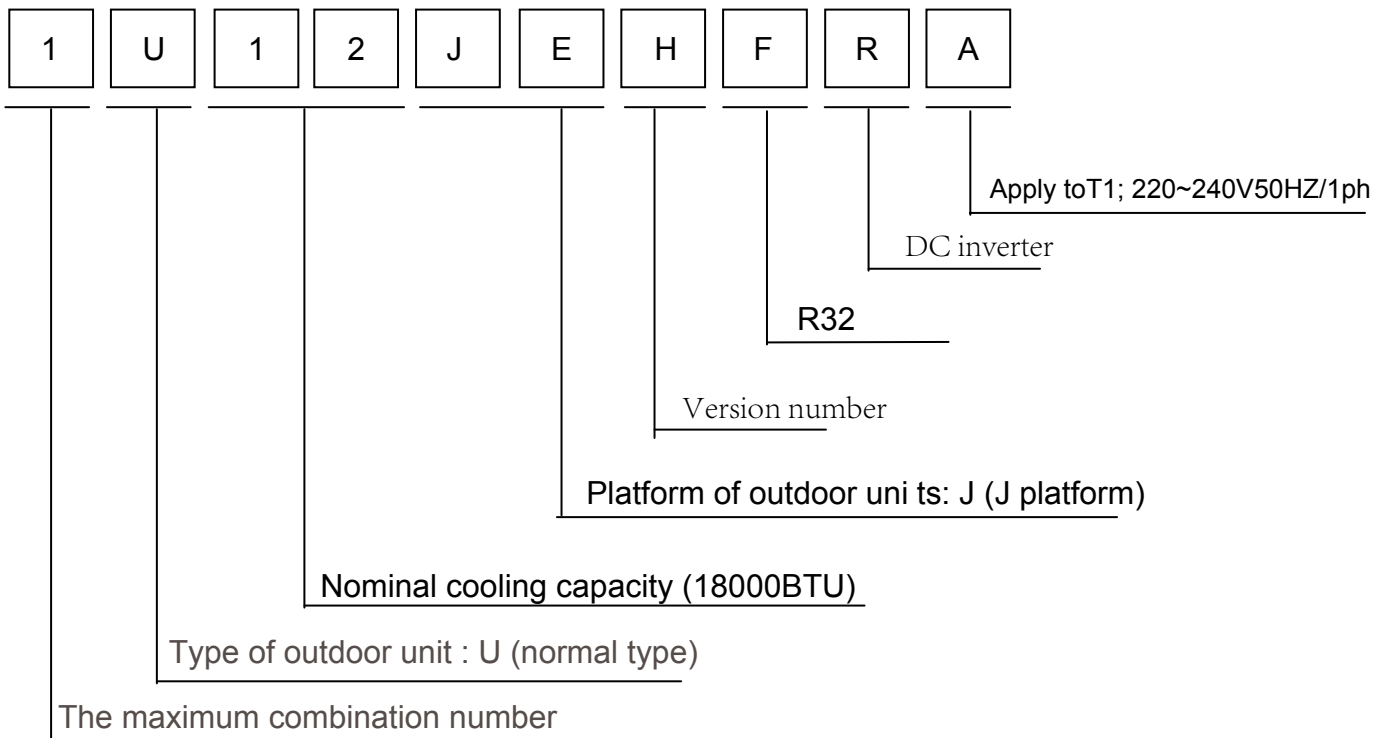 1 U 1 2 J E H F R A
Apply toT1; 220~240V50HZ/1ph
DC inverter
R32
Version number
Platform of outdoor uni ts: J (J platform)
Nominal cooling capacity (18000BTU)
Type of outdoor unit : U (normal type)
The maximum combination number